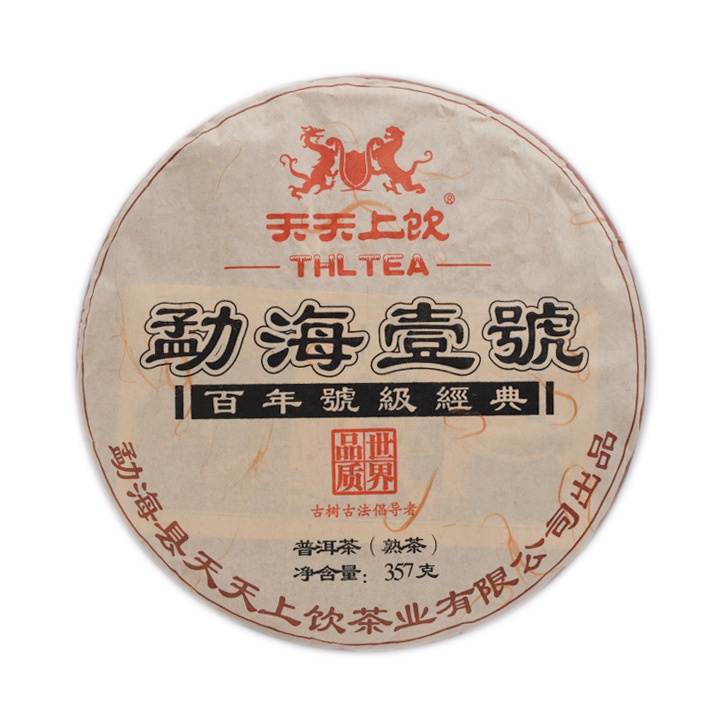 天天上饮®
THLTEA
勐海壹號
百年號級經典
世界
品质
古树古法倡导者
普洱茶（熟茶）
净含量：357克
勐海县天天上饮茶业有限公司出品